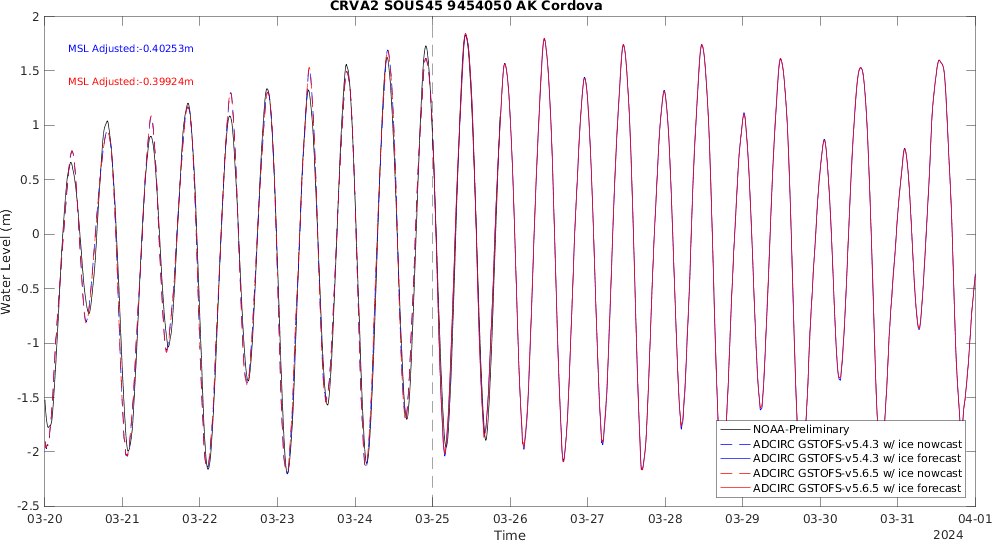 CRVA2 SOUS45 9454050 AK Cordova
MSL Adjusted:-0.40253m
MSL Adjusted:-0.39924m
Water Level (m)
2
1.5
1
0.5
0
-0.5
-1
-1.5
-2
-2.5
NOAA-Preliminary
ADCIRC GSTOFS-v5.4.3 w/ ice nowcast
ADCIRC GSTOFS-v5.4.3 w/ ice forecast
ADCIRC GSTOFS-v5.6.5 w/ ice nowcast
ADCIRC GSTOFS-v5.6.5 w/ ice forecast
03-20 03-21 03-22 03-23 03-24 03-25 03-26 03-27 03-28 03-29 03-30 03-31 04-01
Time
2024